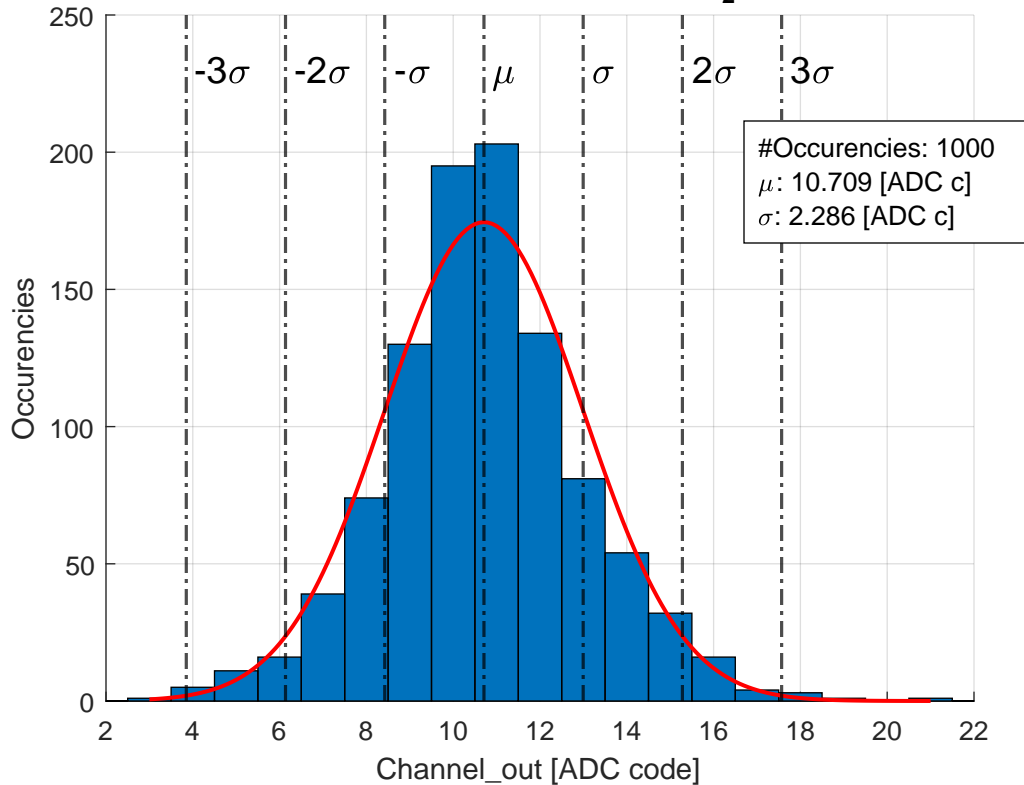 2
250
200
150
100
50
0
-3σ -2σ -σ μ σ 2σ 3σ
#Occurencies: 1000
μ: 10.709 [ADC c]
σ: 2.286 [ADC c]
Occurencies
2 4 6 8 10 12 14 16 18 20 22
Channel_out [ADC code]